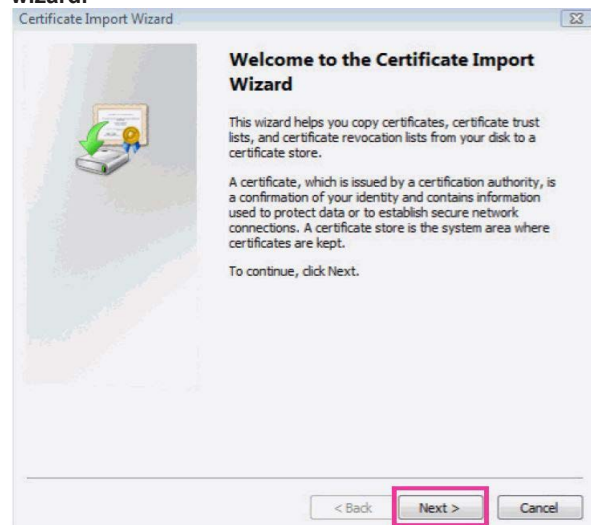 wizard.
Certificate Import Wizard
Welcome to the Certificate Import
Wizard
This wizard helps you copy certificates, certificate trust
lists, and certificate revocation lists from your disk to a
certificate store.
A certificate, which is issued by a certification authority, is
a confirmation of your identity and contains information
used to protect data or to establish secure network
connections. A certificate store is the system area where
certificates are kept.
To continue, click Next.
< Back
Next >
Cancel